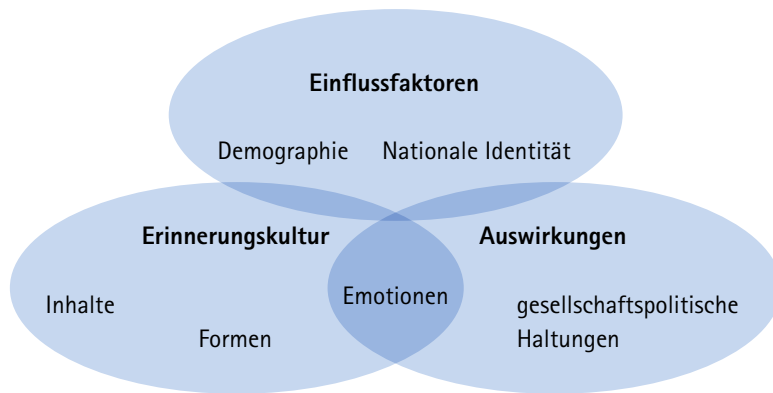 Einflussfaktoren
Demographie Nationale Identität
Erinnerungskultur
Auswirkungen
Inhalte
Formen
Emotionen
gesellschaftspolitische
Haltungen